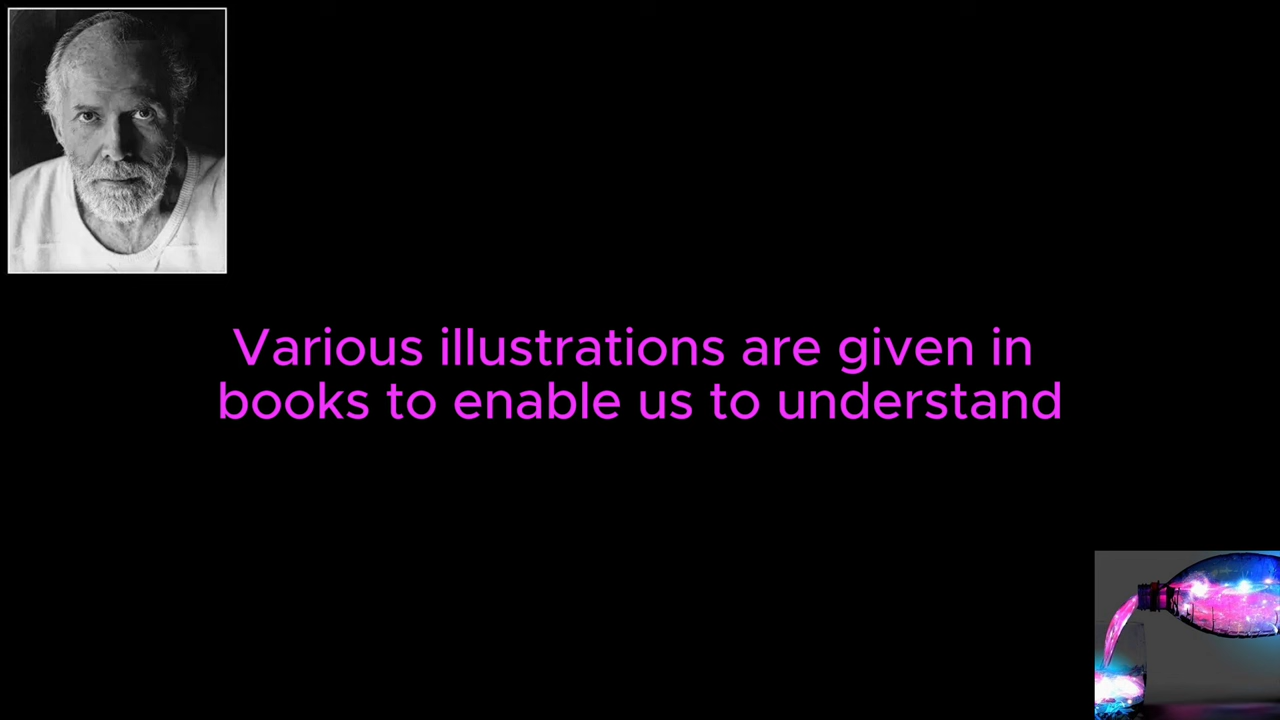 Various illustrations are given in
books to enable us to understand